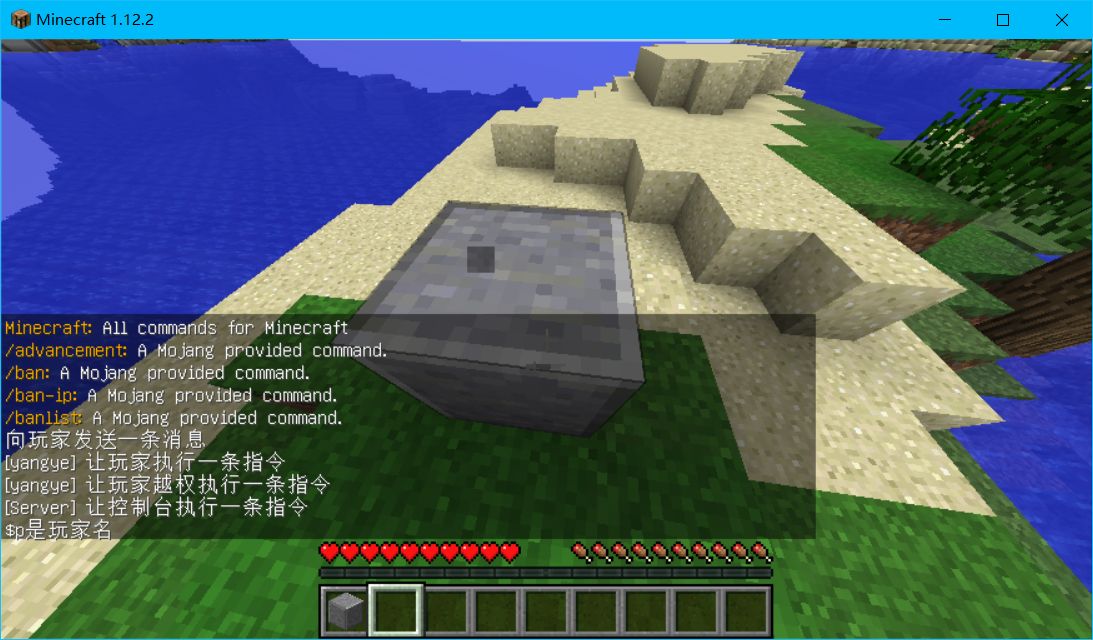 Minecraft 1.12.2
Minecraft: All commands for Minecraft
/advancement: A Mojang provided command.
/ban: A Mojang provided command.
/ban-ip: A Mojang provided command.
/banlist: A Mojang provided command.
向玩家发送一条消息
[yangye] 让玩家执行一条指令
[yangye] 让玩家越权执行一条指令
[Server] 让控制台执行一条指令
$p是玩家名